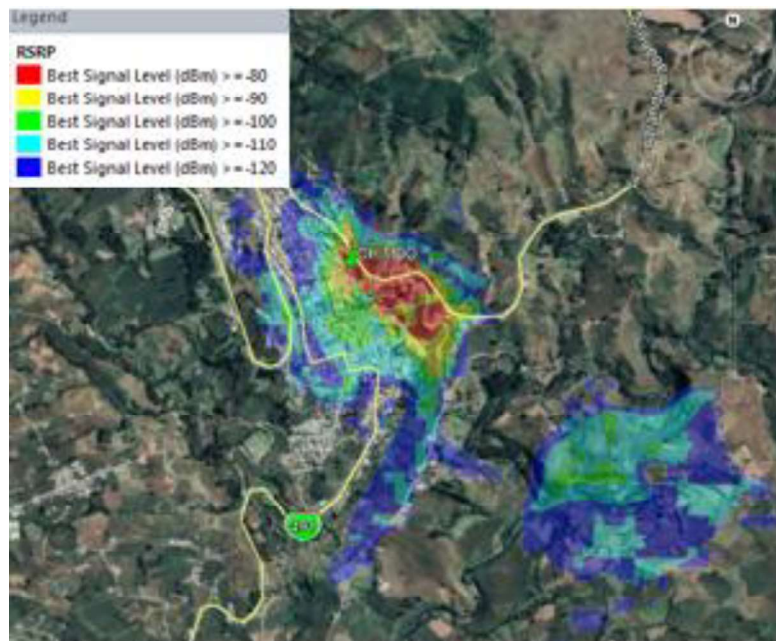 Legend
RSRP
Best Signal Level (dBm) >=-80
Best Signal Level (dBm) >=-90
Best Signal Level (dBm) >=-100
Best Signal Level (dBm) >=-110
Best Signal Level (dBm) >=-120
N